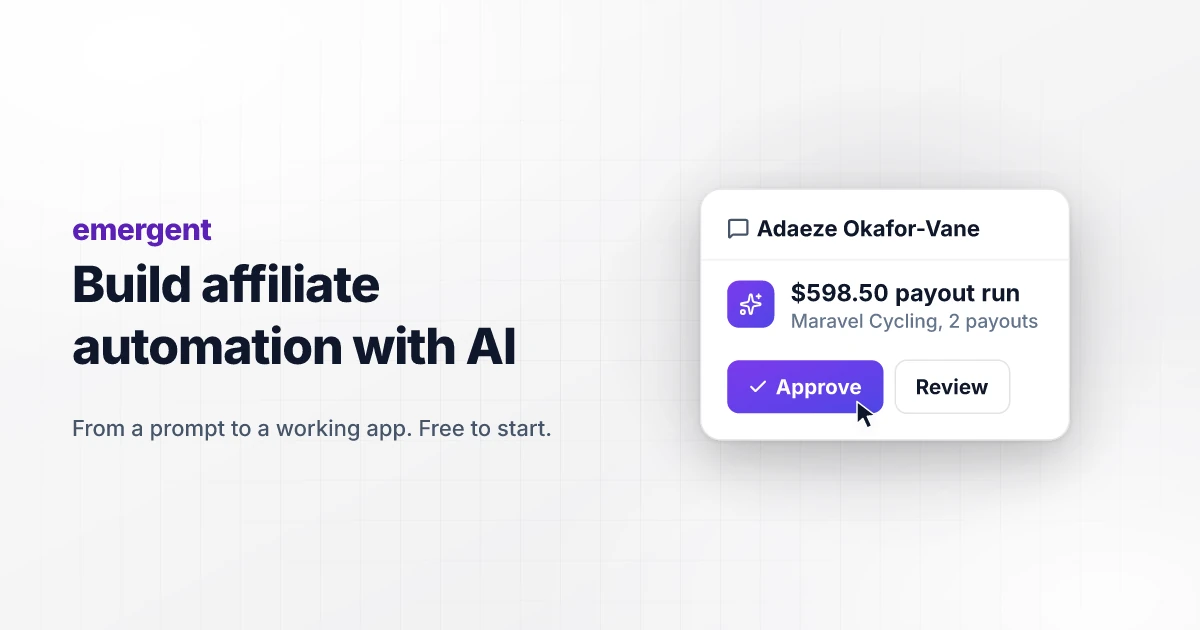 emergent
Build affiliate
automation with AI
From a prompt to a working app. Free to start.
Adaeze Okafor-Vane
$598.50 payout run
Maravel Cycling, 2 payouts
Approve
Review